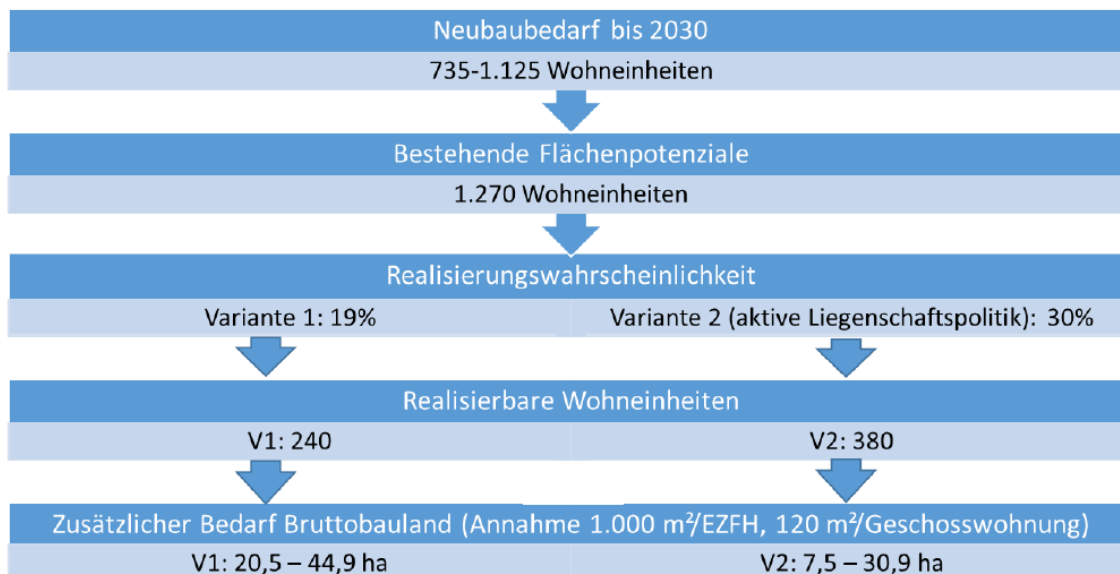 Neubaubedarf bis 2030
735-1.125 Wohneinheiten
Bestehende Flächenpotenziale
1.270 Wohneinheiten
Realisierungswahrscheinlichkeit
Variante 1: 19%
Variante 2 (aktive Liegenschaftspolitik): 30%
Realisierbare Wohneinheiten
V1: 240
V2: 380
Zusätzlicher Bedarf Bruttobauland (Annahme 1.000 m²/EZFH, 120 m²/Geschosswohnung)
V1: 20,5 – 44,9 ha
V2: 7,5 – 30,9 ha